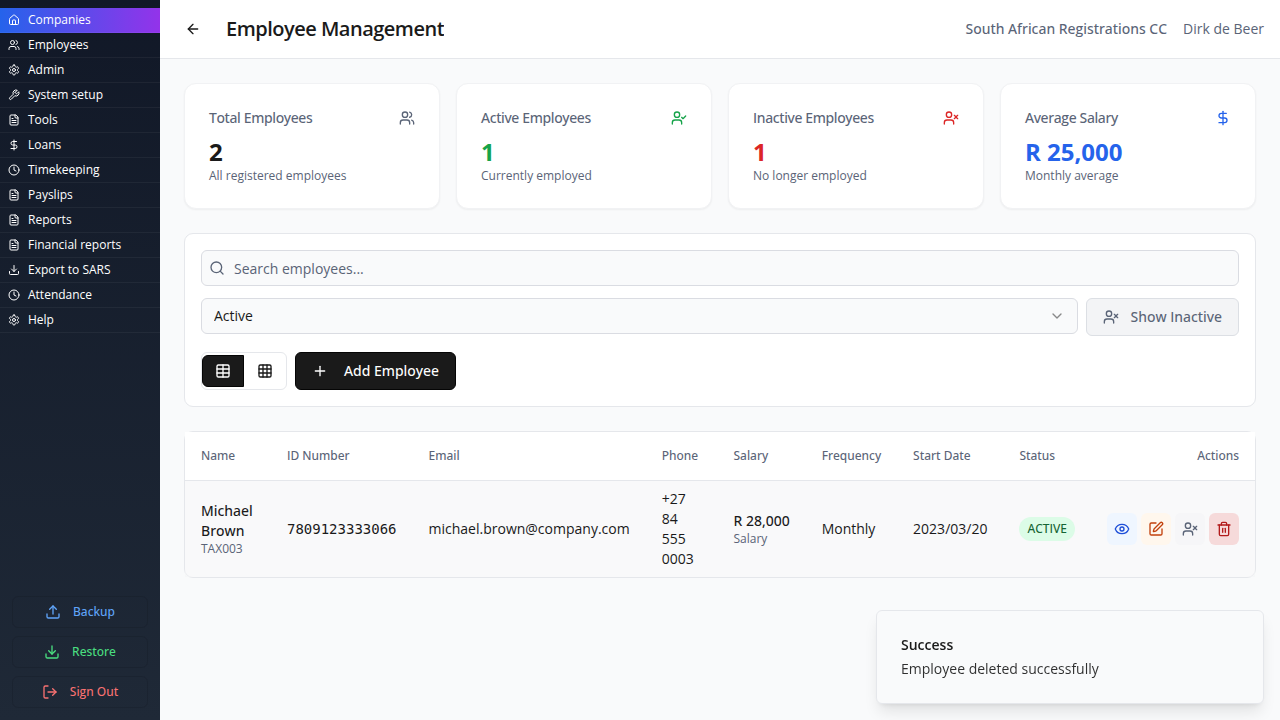 Companies
Employees
Admin
System setup
Tools
Loans
Timekeeping
Payslips
Reports
Financial reports
Export to SARS
Attendance
Help
Backup
Restore
Sign Out
Employee Management
South African Registrations CC Dirk de Beer
Total Employees
2
All registered employees
Active Employees
1
Currently employed
Inactive Employees
1
No longer employed
Average Salary
R 25,000
Monthly average
Search employees...
Active
Show Inactive
Add Employee
Name ID Number Email Phone Salary Frequency Start Date Status Actions
Michael
Brown
TAX003
7809123333066
michael.brown@company.com
+27
84
555
0003
R 28,000
Salary
Monthly
2023/03/20
ACTIVE
Success
Employee deleted successfully